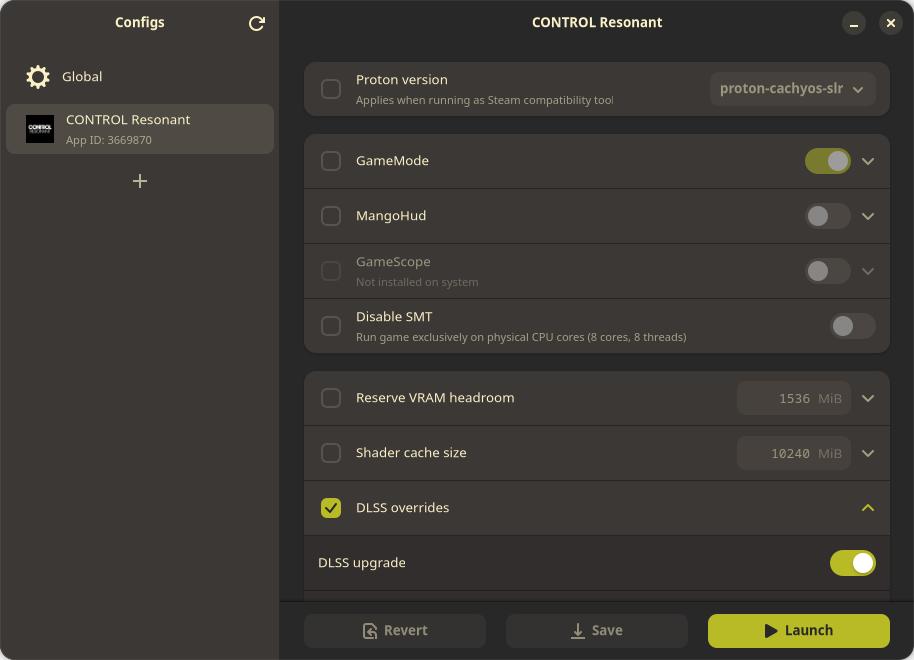 Configs
CONTROL Resonant
Global
CONTROL Resonant
App ID: 3669870
Proton version
Applies when running as Steam compatibility tool
proton-cachyos-slr
GameMode
MangoHud
GameScope
Not installed on system
Disable SMT
Run game exclusively on physical CPU cores (8 cores, 8 threads)
Reserve VRAM headroom
1536 MiB
Shader cache size
10240 MiB
DLSS overrides
DLSS upgrade
Revert
Save
Launch